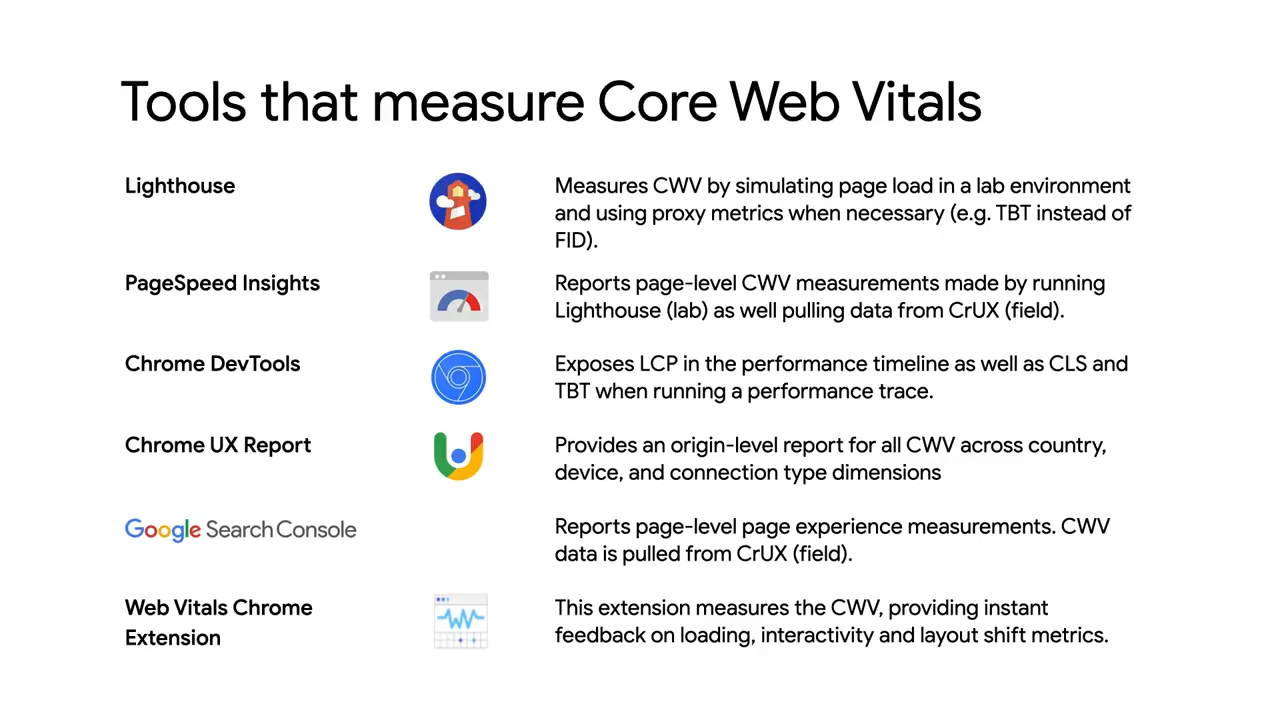 Tools that measure Core Web Vitals
Lighthouse
Measures CWV by simulating page load in a lab environment
and using proxy metrics when necessary (e.g. TBT instead of
FID).
PageSpeed Insights
Reports page-level CWV measurements made by running
Lighthouse (lab) as well pulling data from CrUX (field).
Chrome DevTools
Exposes LCP in the performance timeline as well as CLS and
TBT when running a performance trace.
Chrome UX Report
Provides an origin-level report for all CWV across country,
device, and connection type dimensions
Google Search Console
Reports page-level page experience measurements. CWV
data is pulled from CrUX (field).
Web Vitals Chrome
Extension
This extension measures the CWV, providing instant
feedback on loading, interactivity and layout shift metrics.